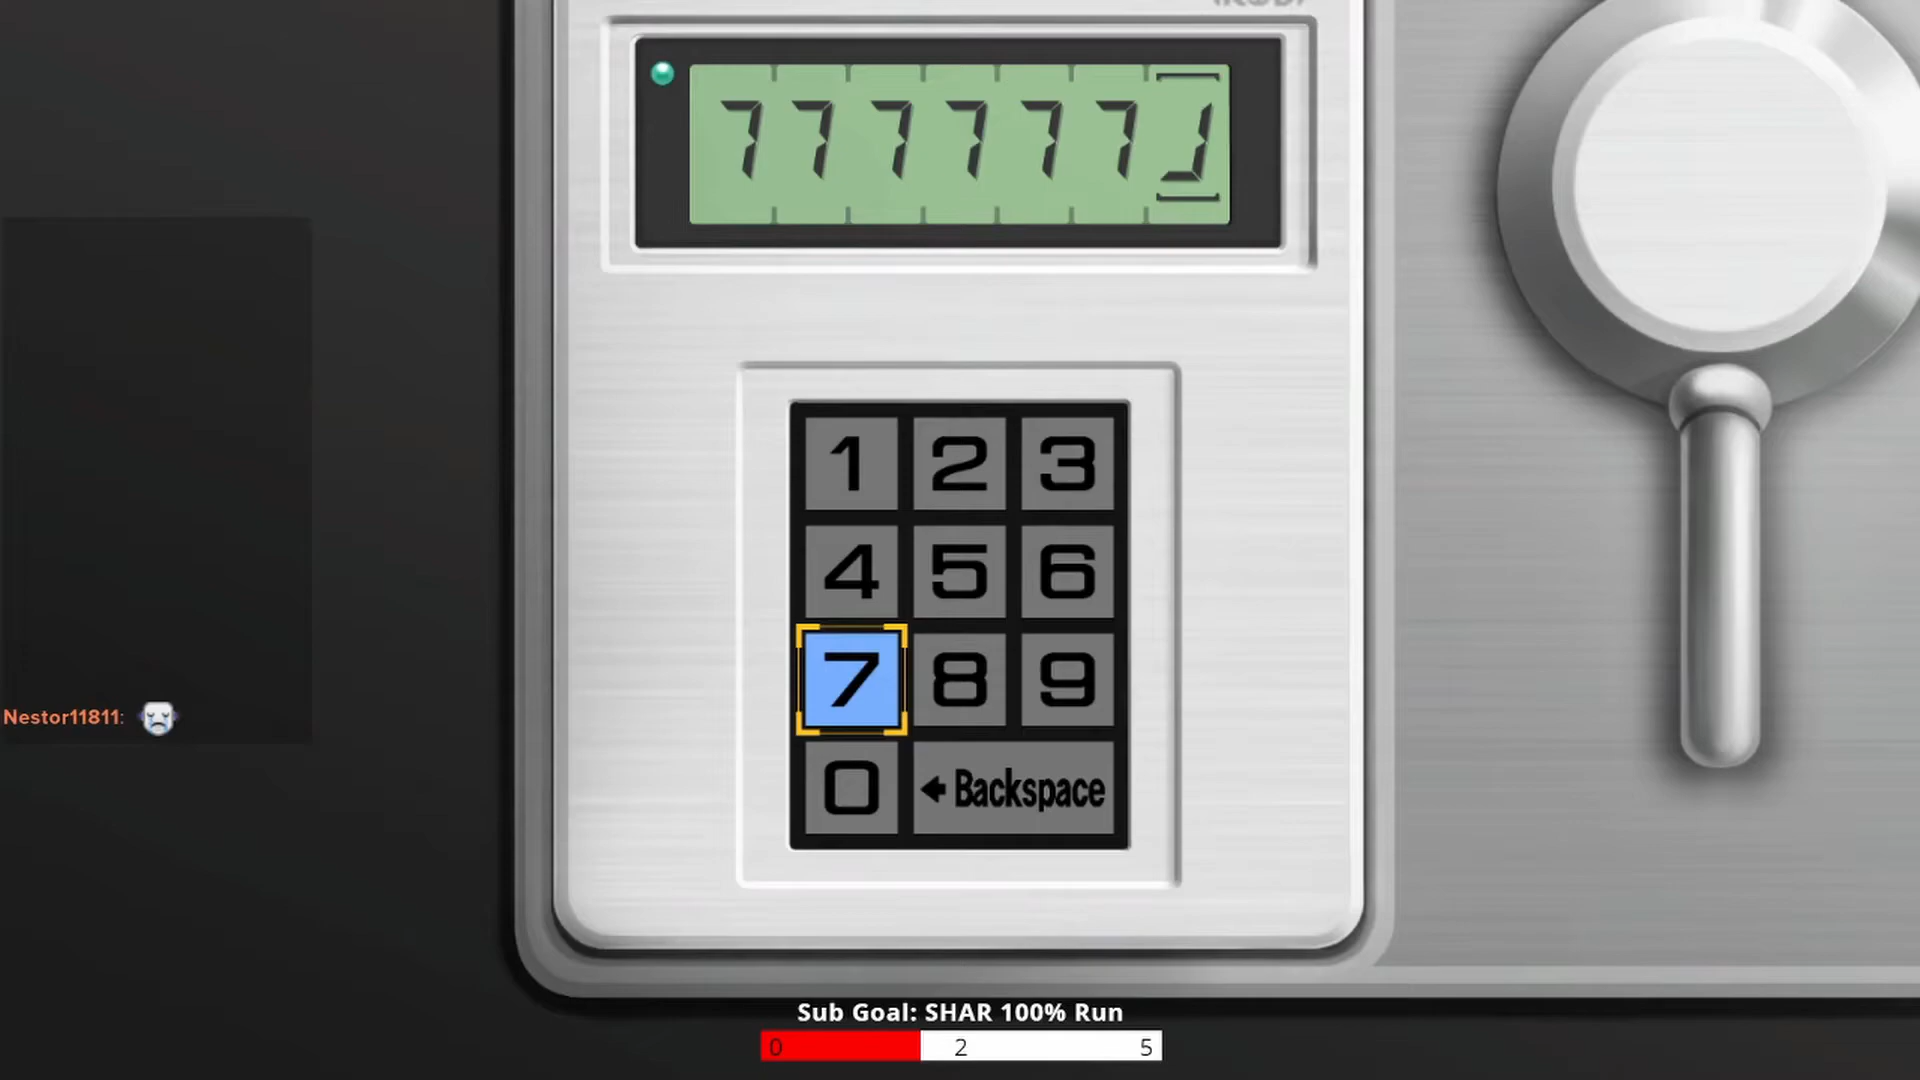 777777
1 2 3
4 5 6
7 8 9
0 Backspace
Nestor11811:
Sub Goal: SHAR 100% Run
0 2 5